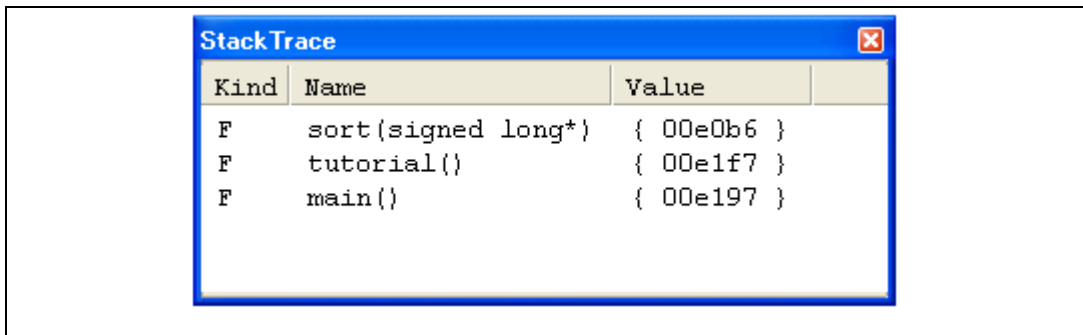 StackTrace
Kind Name Value
F sort(signed long*) { 00e0b6 }
F tutorial() { 00e1f7 }
F main() { 00e197 }